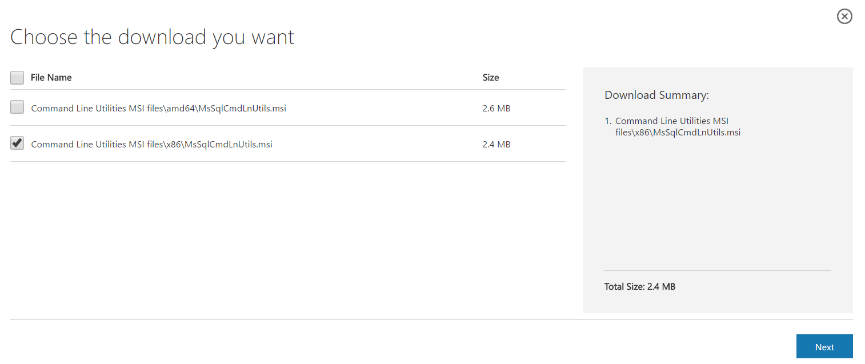 Choose the download you want
File Name Size
Command Line Utilities MSI files\amd64\MsSqlCmdLnUtils.msi 2.6 MB
Command Line Utilities MSI files\x86\MsSqlCmdLnUtils.msi 2.4 MB
Download Summary:
1. Command Line Utilities MSI
files\x86\MsSqlCmdLnUtils.msi
Total Size: 2.4 MB
Next